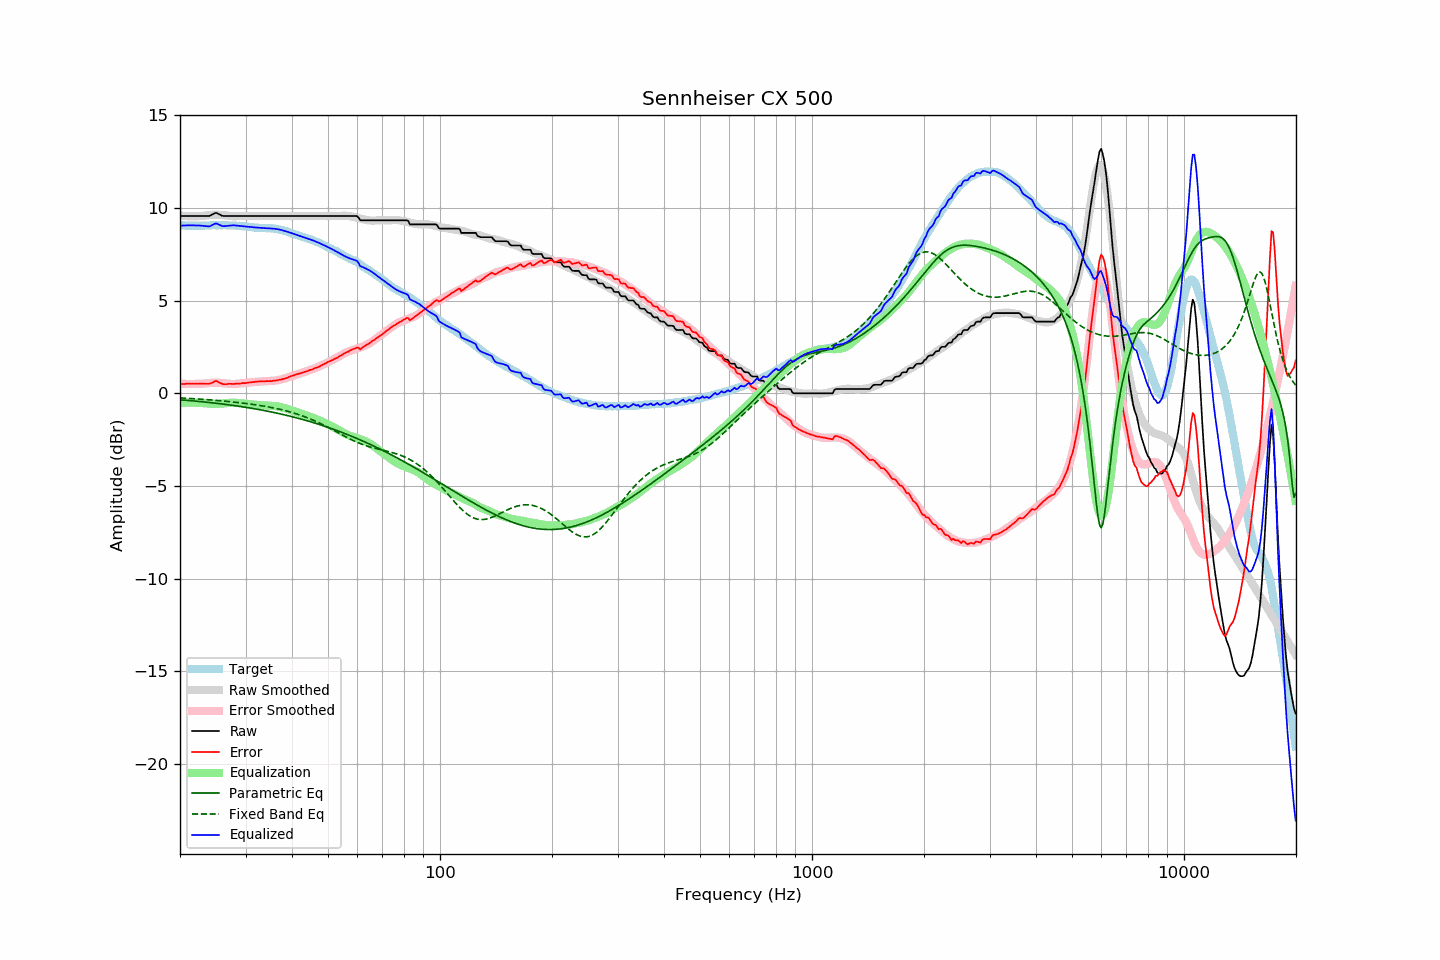 Sennheiser CX 500
15
10
5
0
−5
−10
−15
−20
Amplitude (dBr)
Target
Raw Smoothed
Error Smoothed
Raw
Error
Equalization
Parametric Eq
Fixed Band Eq
Equalized
100
1000
10000
Frequency (Hz)